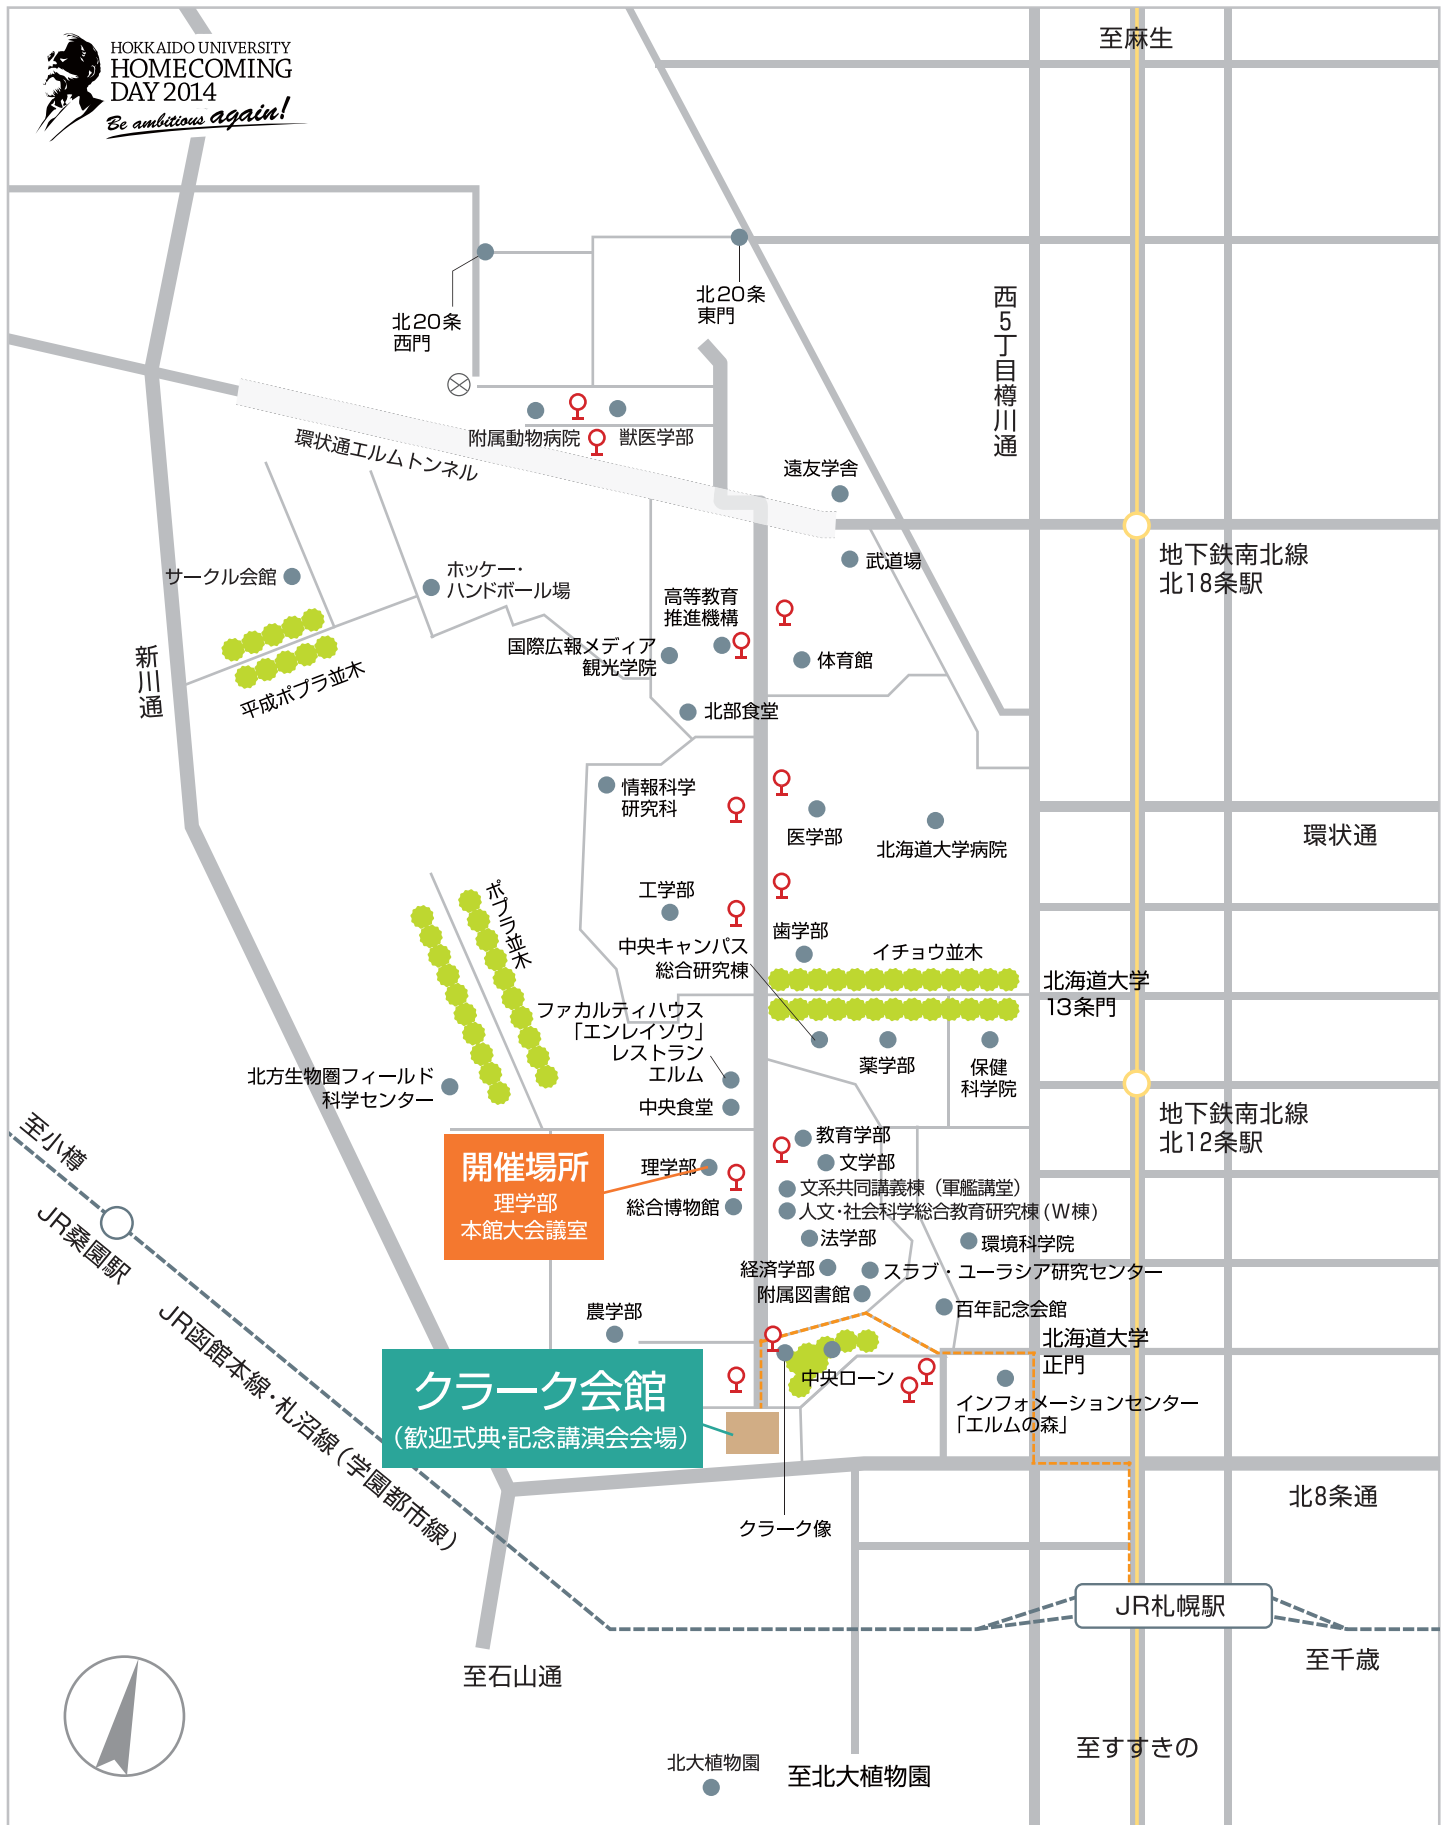 HOKKAIDO UNIVERSITY
HOMECOMING
DAY 2014
Be ambitious again!
至麻生
北20条
西門
北20条
東門
西5丁目樽川通
附属動物病院
獣医学部
環状通エルムトンネル
遠友学舎
武道場
地下鉄南北線
北18条駅
サークル会館
ホッケー・
ハンドボール場
高等教育
推進機構
国際広報メディア
観光学院
体育館
新川通
平成ポプラ並木
北部食堂
情報科学
研究科
医学部
北海道大学病院
環状通
工学部
ポプラ並木
中央キャンパス
総合研究棟
歯学部
イチョウ並木
北海道大学
13条門
ファカルティハウス
「エンレイソウ」
レストラン
エルム
薬学部
保健
科学院
北方生物圏フィールド
科学センター
中央食堂
地下鉄南北線
北12条駅
至小樽
JR桑園駅
開催場所
理学部
本館大会議室
理学部
総合博物館
教育学部
文学部
文系共同講義棟（軍艦講堂）
人文・社会科学総合教育研究棟（W棟）
法学部
環境科学院
経済学部
スラブ・ユーラシア研究センター
附属図書館
百年記念会館
農学部
JR函館本線・札沼線（学園都市線）
北海道大学
正門
クラーク会館
（歓迎式典・記念講演会会場）
中央ローン
インフォメーションセンター
「エルムの森」
クラーク像
北8条通
JR札幌駅
至石山通
至千歳
至すすきの
北大植物園
至北大植物園